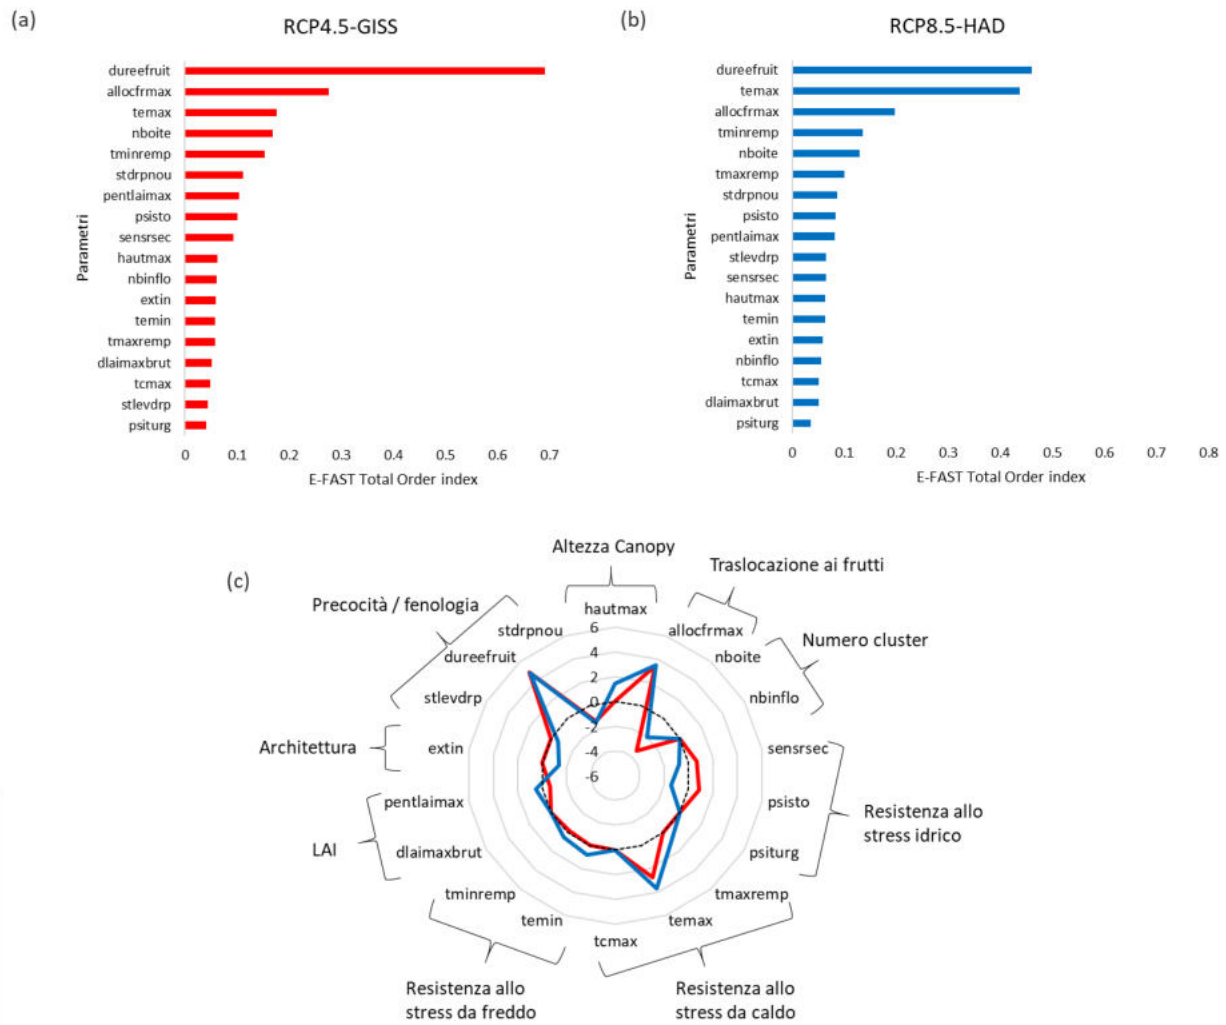 (a)
RCP4.5-GISS
Parametri
dureefruit
allocfrmax
temax
nboite
tminremp
stdrpnou
pentlaimax
psisto
sensrsec
hautmax
nbinflo
extin
temin
tmaxremp
dlaimaxbrut
tcmax
stlevdrp
psiturg
0 0.1 0.2 0.3 0.4 0.5 0.6 0.7
E-FAST Total Order index
(b)
RCP8.5-HAD
Parametri
dureefruit
temax
allocfrmax
tminremp
nboite
tmaxremp
stdrpnou
psisto
pentlaimax
stlevdrp
sensrsec
hautmax
temin
extin
nbinflo
tcmax
dlaimaxbrut
psiturg
0 0.1 0.2 0.3 0.4 0.5 0.6 0.7 0.8
E-FAST Total Order index
(c)
Altezza Canopy
Traslocazione ai frutti
Precocità / fenologia
hautmax
stdrpnou
allocfrmax
Numero cluster
dureefruit
nboite
stlevdrp
nbinflo
Architettura
extin
sensrsec
pentlaimax
psisto
Resistenza allo
stress idrico
LAI
dlaimaxbrut
psiturg
tminremp
tmaxremp
temin
temax
tcmax
6
4
2
0
-2
-4
-6
Resistenza allo
stress da freddo
Resistenza allo
stress da caldo